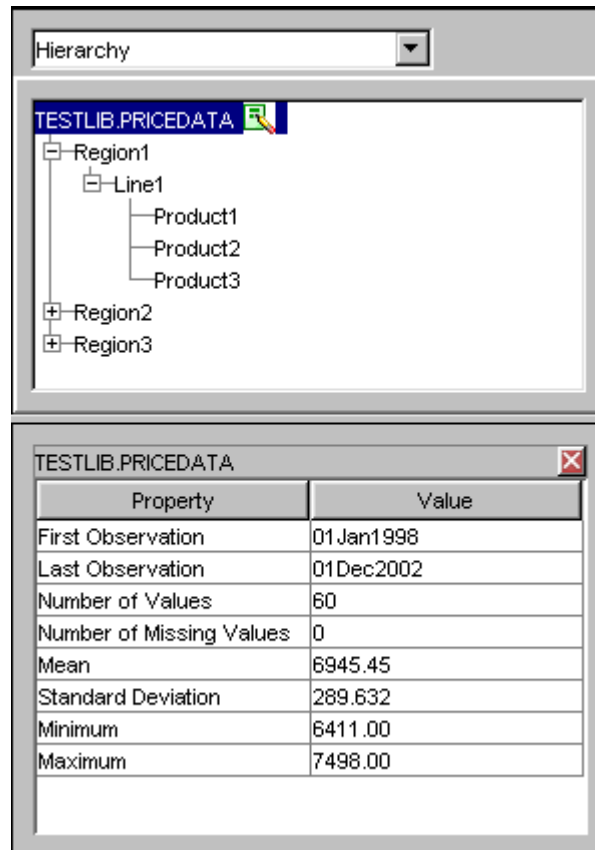 Hierarchy
TESTLIB.PRICEDATA
Region1
Line1
Product1
Product2
Product3
Region2
Region3
TESTLIB.PRICEDATA
Property Value
First Observation 01Jan1998
Last Observation 01Dec2002
Number of Values 60
Number of Missing Values 0
Mean 6945.45
Standard Deviation 289.632
Minimum 6411.00
Maximum 7498.00